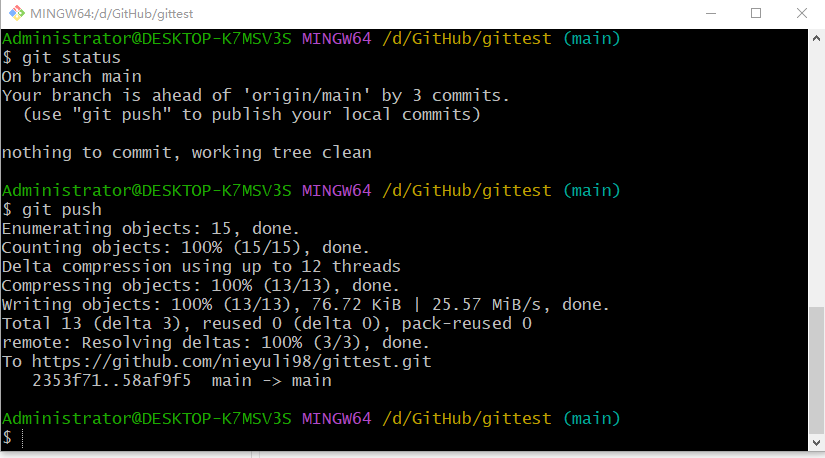 MINGW64:/d/GitHub/gittest
Administrator@DESKTOP-K7MSV3S MINGW64 /d/GitHub/gittest (main)
$ git status
On branch main
Your branch is ahead of 'origin/main' by 3 commits.
  (use "git push" to publish your local commits)

nothing to commit, working tree clean

Administrator@DESKTOP-K7MSV3S MINGW64 /d/GitHub/gittest (main)
$ git push
Enumerating objects: 15, done.
Counting objects: 100% (15/15), done.
Delta compression using up to 12 threads
Compressing objects: 100% (13/13), done.
Writing objects: 100% (13/13), 76.72 KiB | 25.57 MiB/s, done.
Total 13 (delta 3), reused 0 (delta 0), pack-reused 0
remote: Resolving deltas: 100% (3/3), done.
To https://github.com/nieyuli98/gittest.git
   2353f71..58af9f5  main -> main

Administrator@DESKTOP-K7MSV3S MINGW64 /d/GitHub/gittest (main)
$